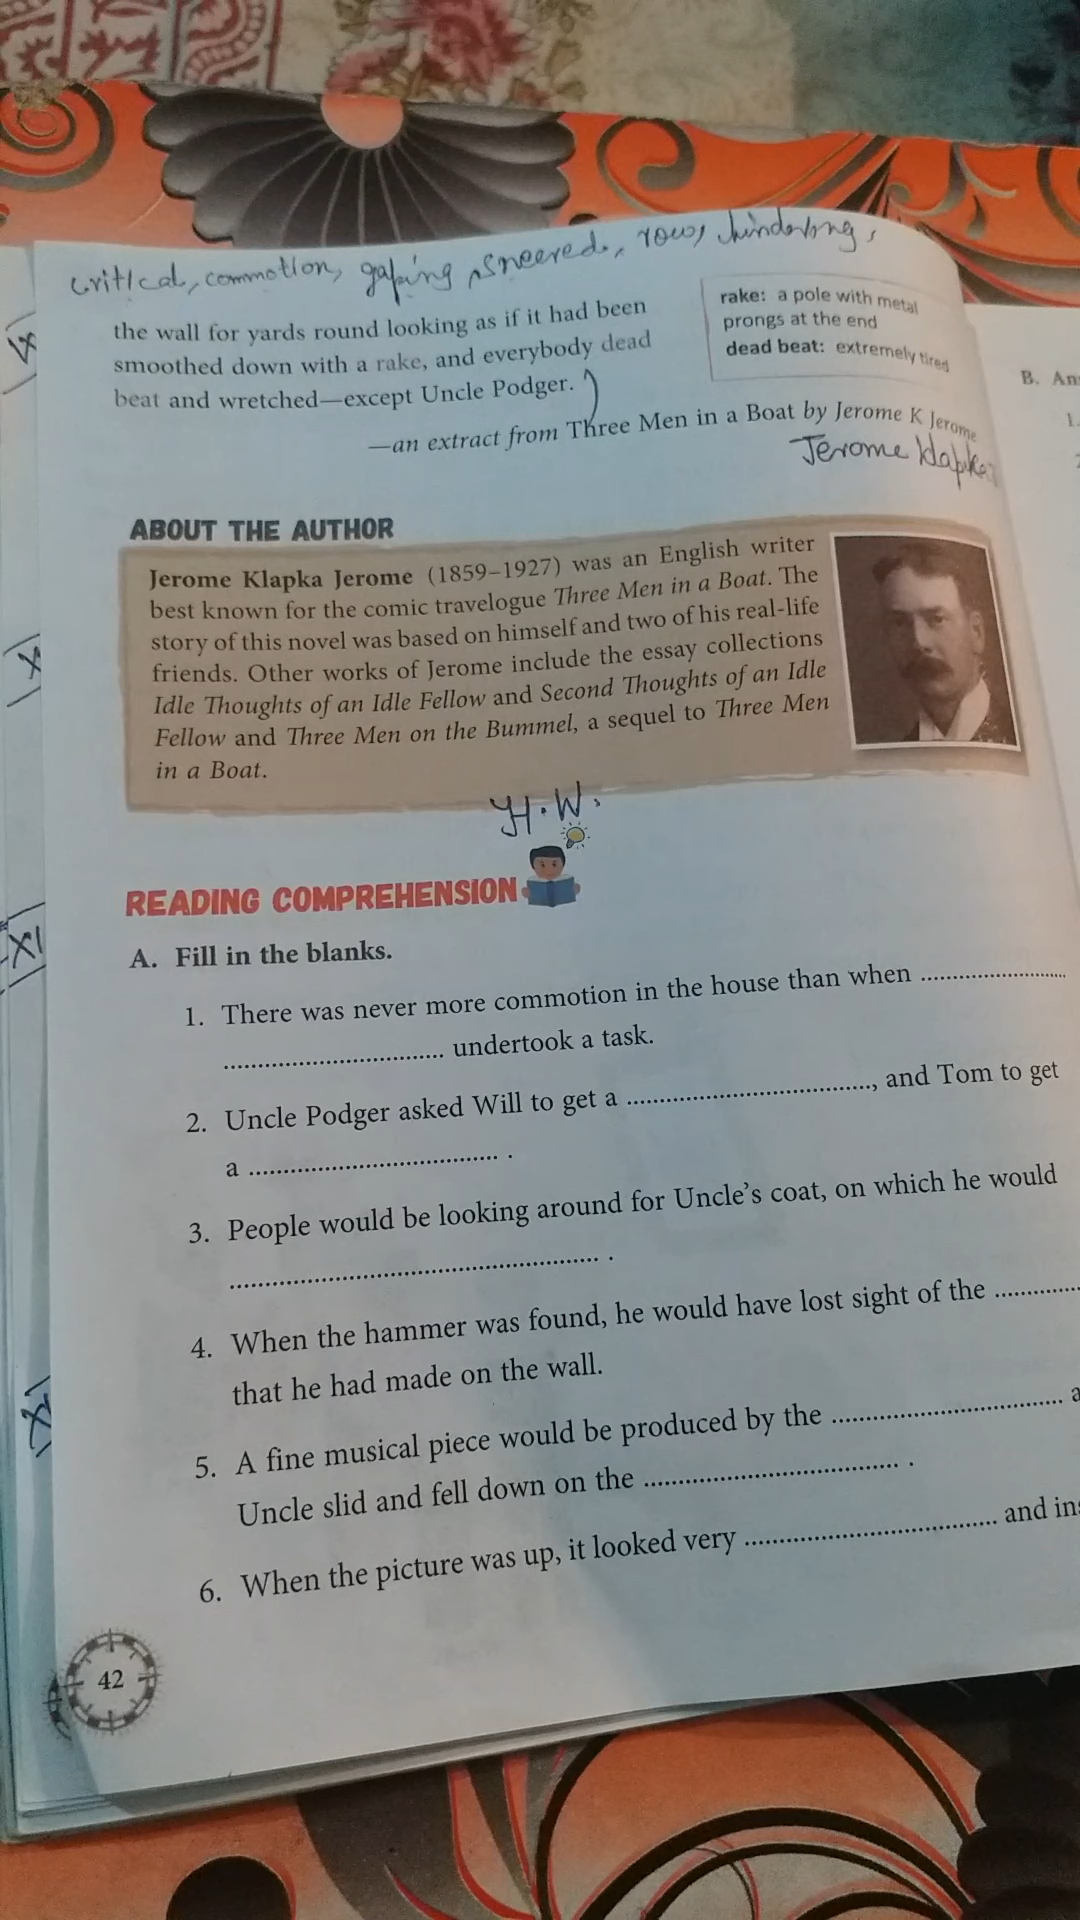 critical, commotion, gaping, sneered, row, hindering,
the wall for yards round looking as if it had been
smoothed down with a rake, and everybody dead
beat and wretched—except Uncle Podger.
rake: a pole with metal
prongs at the end
dead beat: extremely tired
—an extract from Three Men in a Boat by Jerome K Jerome
Jerome Klapka
ABOUT THE AUTHOR
Jerome Klapka Jerome (1859–1927) was an English writer
best known for the comic travelogue Three Men in a Boat. The
story of this novel was based on himself and two of his real-life
friends. Other works of Jerome include the essay collections
Idle Thoughts of an Idle Fellow and Second Thoughts of an Idle
Fellow and Three Men on the Bummel, a sequel to Three Men
in a Boat.
H.W.
READING COMPREHENSION
A. Fill in the blanks.
1. There was never more commotion in the house than when ........................
.................................. undertook a task.
2. Uncle Podger asked Will to get a ......................................, and Tom to get
a ...................................... .
3. People would be looking around for Uncle's coat, on which he would
.......................................................... .
4. When the hammer was found, he would have lost sight of the .............
that he had made on the wall.
5. A fine musical piece would be produced by the ................................... a
Uncle slid and fell down on the ....................................... .
6. When the picture was up, it looked very ....................................... and ins
42
B. Ans
1.